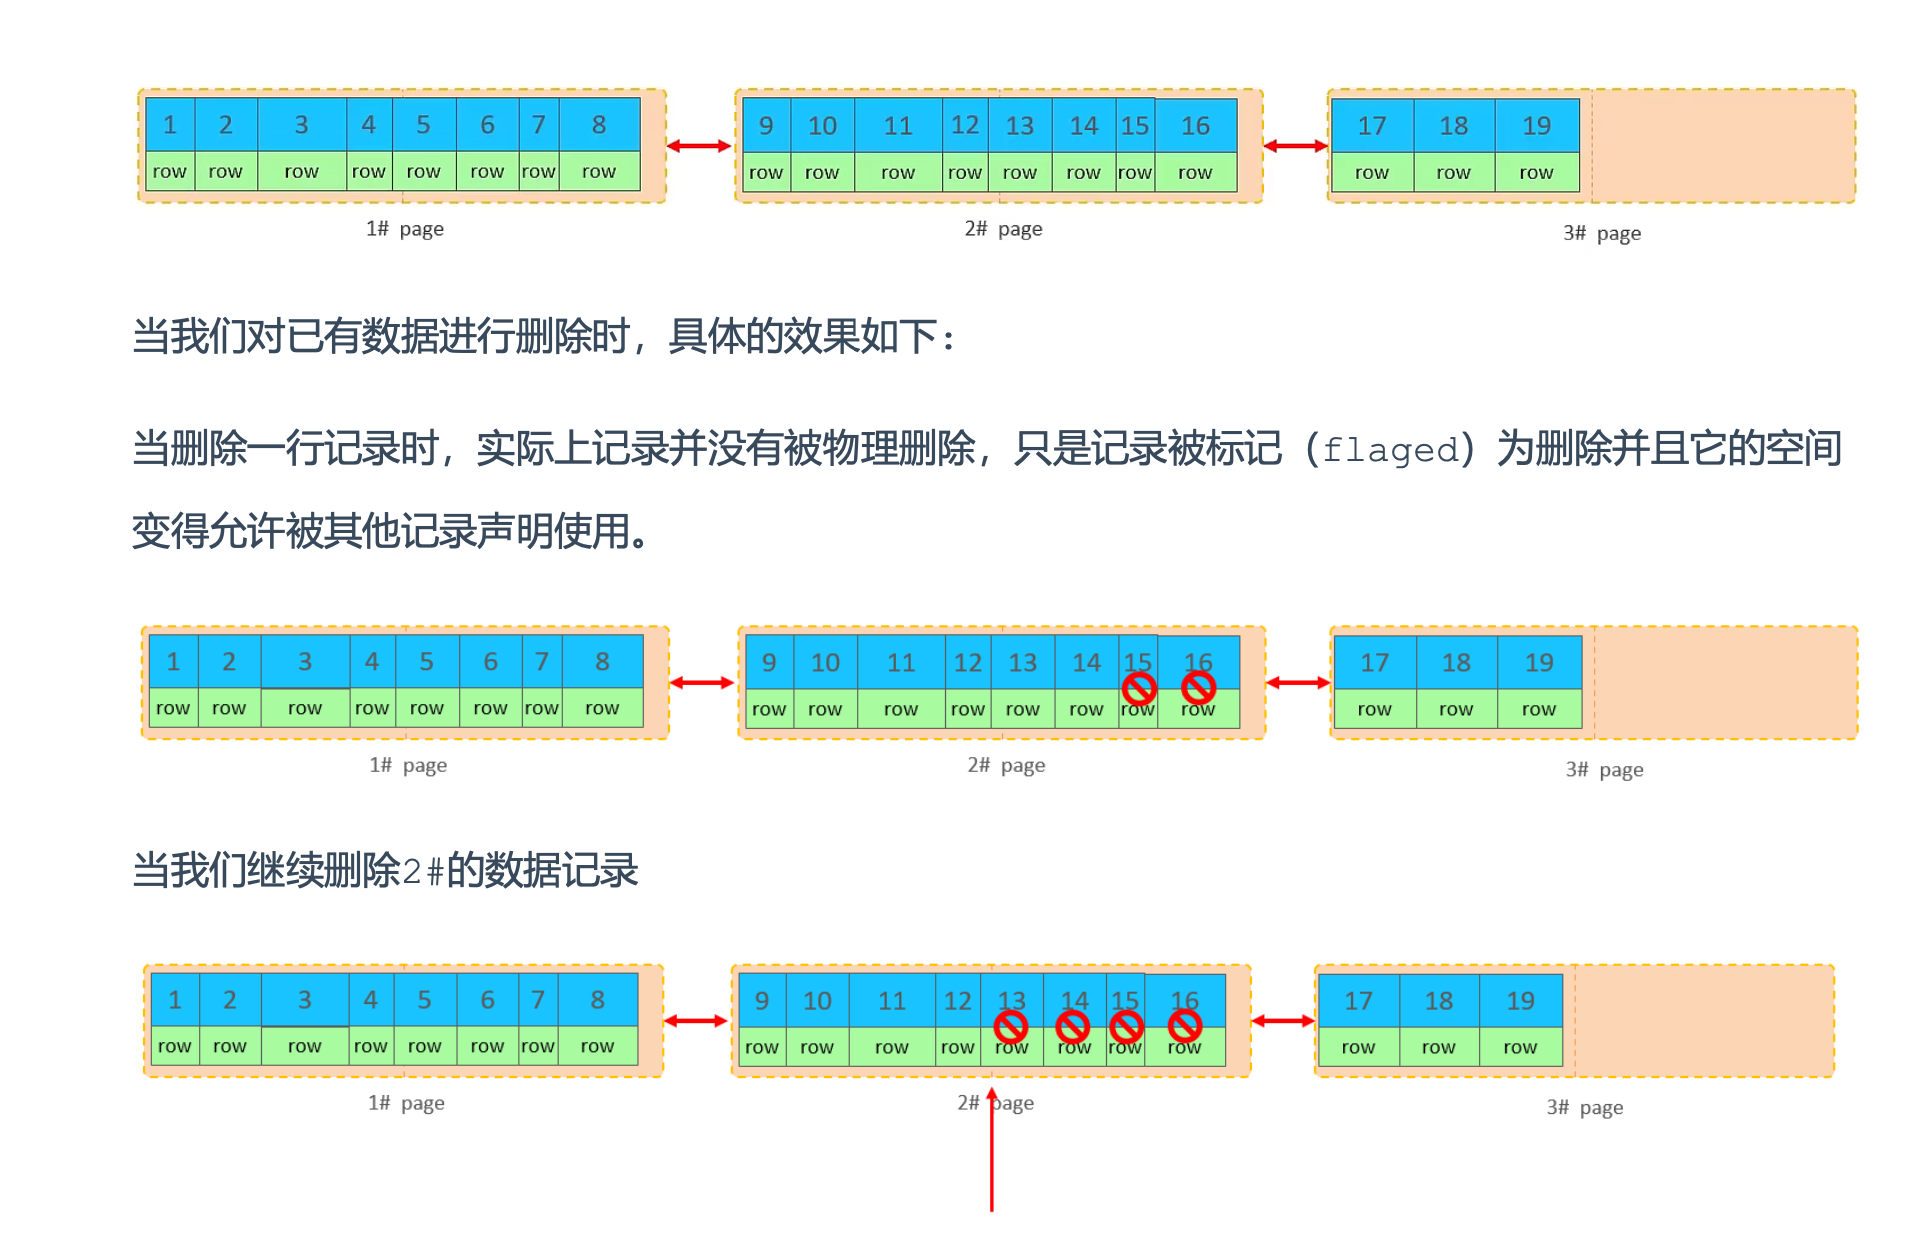 1 2 3 4 5 6 7 8 9 10 11 12 13 14 15 16 17 18 19
row row row row row row row row row row row row row row row row row row row
1# page 2# page 3# page
当我们对已有数据进行删除时，具体的效果如下：
当删除一行记录时，实际上记录并没有被物理删除，只是记录被标记（flaged）为删除并且它的空间
变得允许被其他记录声明使用。
1 2 3 4 5 6 7 8 9 10 11 12 13 14 15 16 17 18 19
row row row row row row row row row row row row row row row row row row row
1# page 2# page 3# page
当我们继续删除2#的数据记录
1 2 3 4 5 6 7 8 9 10 11 12 13 14 15 16 17 18 19
row row row row row row row row row row row row row row row row row row row
1# page 2# page 3# page